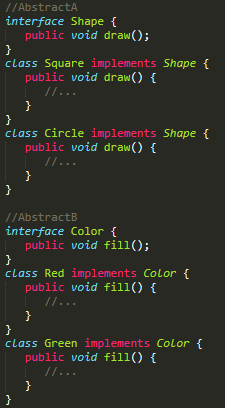 //AbstractA
interface Shape {
    public void draw();
}
class Square implements Shape {
    public void draw() {
        //...
    }
}
class Circle implements Shape {
    public void draw() {
        //...
    }
}

//AbstractB
interface Color {
    public void fill();
}
class Red implements Color {
    public void fill() {
        //...
    }
}
class Green implements Color {
    public void fill() {
        //...
    }
}